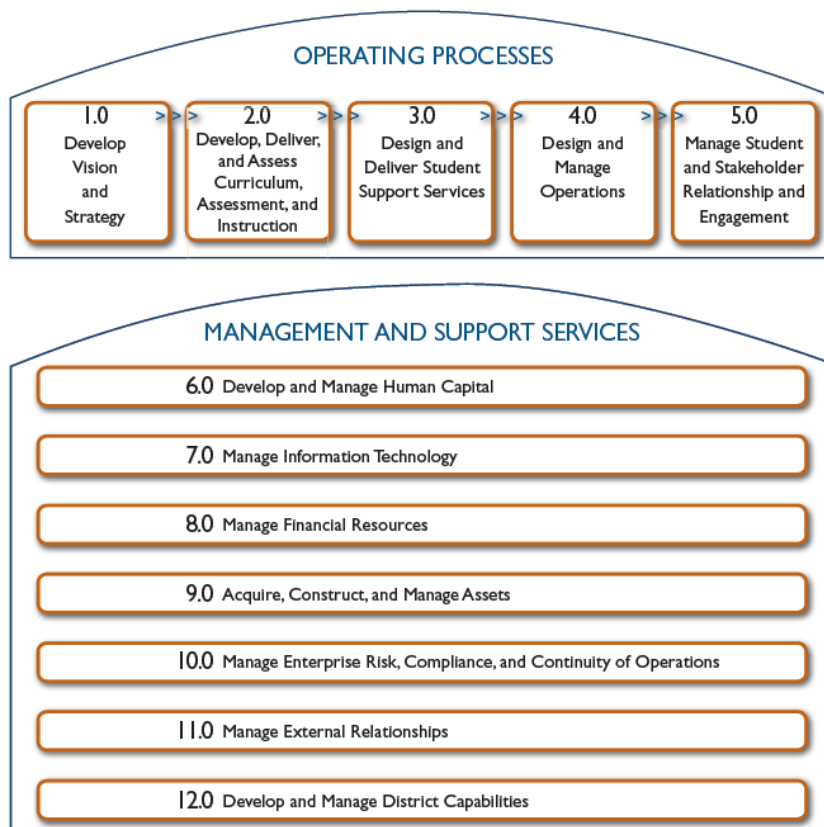 OPERATING PROCESSES
1.0 >>> 2.0 >>> 3.0 >>> 4.0 >>> 5.0
Develop
Vision
and
Strategy
Develop, Deliver,
and Assess
Curriculum,
Assessment, and
Instruction
Design and
Deliver Student
Support Services
Design and
Manage
Operations
Manage Student
and Stakeholder
Relationship and
Engagement
MANAGEMENT AND SUPPORT SERVICES
6.0 Develop and Manage Human Capital
7.0 Manage Information Technology
8.0 Manage Financial Resources
9.0 Acquire, Construct, and Manage Assets
10.0 Manage Enterprise Risk, Compliance, and Continuity of Operations
11.0 Manage External Relationships
12.0 Develop and Manage District Capabilities